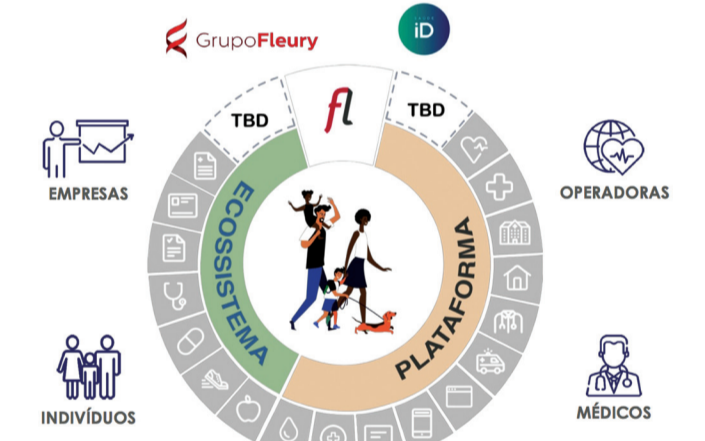 GrupoFleury
iD
TBD
fl
TBD
EMPRESAS
OPERADORAS
ECOSSISTEMA
PLATAFORMA
INDIVÍDUOS
MÉDICOS